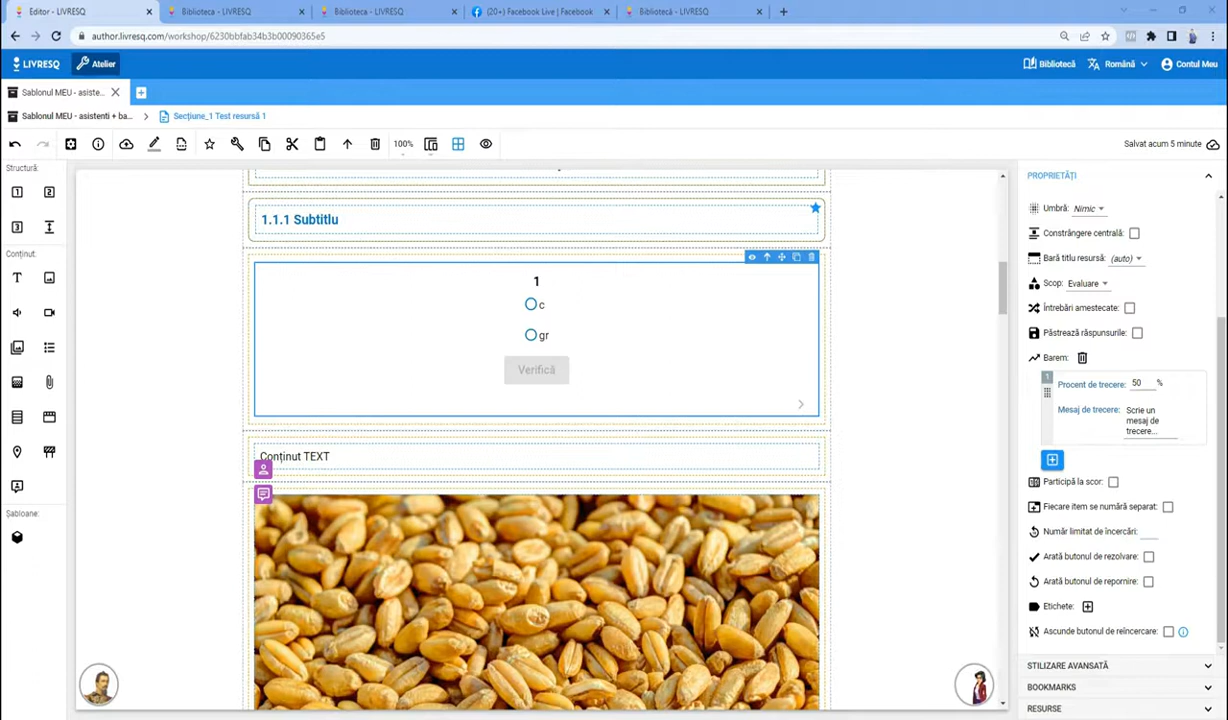 Editor - LIVRESQ
Biblioteca - LIVRESQ
Biblioteca - LIVRESQ
(20+) Facebook Live | Facebook
Bibliotecă - LIVRESQ
author.livresq.com/workshop/6230bbfab34b3b00090365e5
LIVRESQ
Atelier
Bibliotecă
Română
Contul Meu
Sablonul MEU - asiste...
Sablonul MEU - asistenti + ba...
Secțiune_1 Test resursă 1
100%
Salvat acum 5 minute
Structură:
1
2
3
Conținut:
Șabloane:
1.1.1 Subtitlu
1
c
gr
Verifică
Conținut TEXT
PROPRIETĂȚI
Umbră: Nimic
Constrângere centrală:
Bară titlu resursă: (auto)
Scop: Evaluare
Întrebări amestecate:
Păstrează răspunsurile:
Barem:
1
Procent de trecere: 50 %
Mesaj de trecere: Scrie un
mesaj de
trecere...
Participă la scor:
Fiecare item se numără separat:
Număr limitat de încercări:
Arată butonul de rezolvare:
Arată butonul de repornire:
Etichete:
Ascunde butonul de reîncercare:
STILIZARE AVANSATĂ
BOOKMARKS
RESURSE